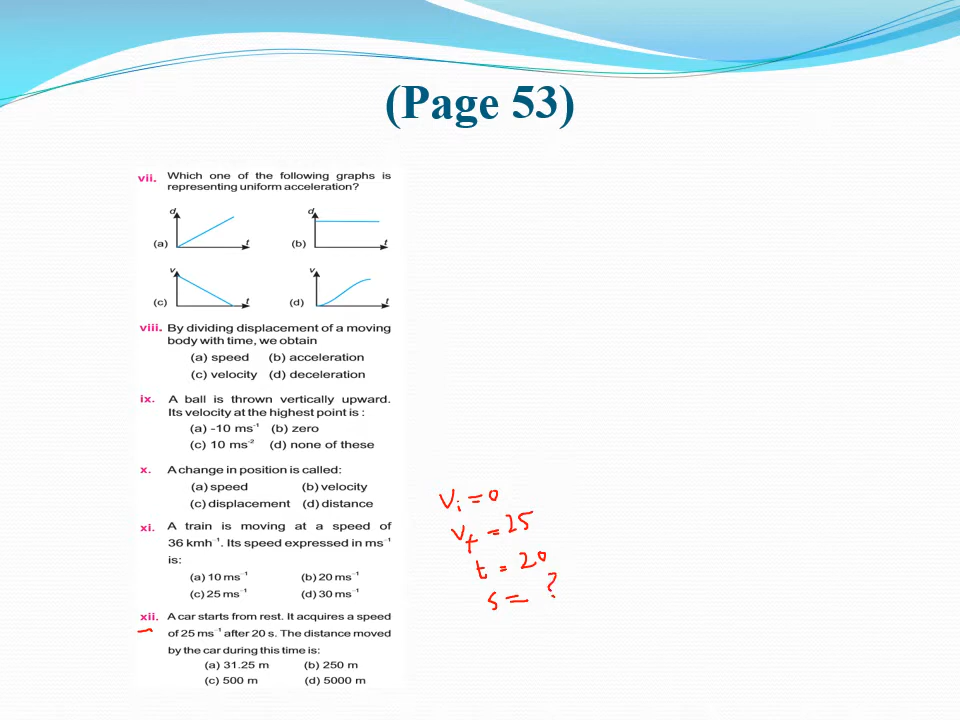 (Page 53)
vii. Which one of the following graphs is
representing uniform acceleration?
d
d
(a) t
(b) t
v
v
(c) t
(d) t
viii. By dividing displacement of a moving
body with time, we obtain
(a) speed (b) acceleration
(c) velocity (d) deceleration
ix. A ball is thrown vertically upward.
Its velocity at the highest point is :
(a) -10 ms⁻¹ (b) zero
(c) 10 ms⁻² (d) none of these
x. A change in position is called:
(a) speed (b) velocity
(c) displacement (d) distance
xi. A train is moving at a speed of
36 kmh⁻¹. Its speed expressed in ms⁻¹
is:
(a) 10 ms⁻¹ (b) 20 ms⁻¹
(c) 25 ms⁻¹ (d) 30 ms⁻¹
xii. A car starts from rest. It acquires a speed
of 25 ms⁻¹ after 20 s. The distance moved
by the car during this time is:
(a) 31.25 m (b) 250 m
(c) 500 m (d) 5000 m
Vi = 0
Vf = 25
t = 20
s = ?